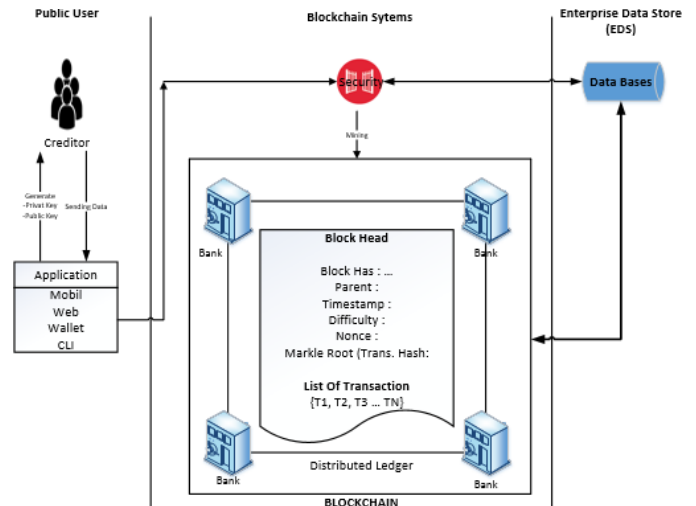 Public User
Blockchain Sytems
Enterprise Data Store
(EDS)
Security
Data Bases
Creditor
Mining
Generate
-Privat Key
-Public Key
Sending Data
Application
Mobil
Web
Wallet
CLI
Bank
Bank
Block Head
Block Has : ...
Parent :
Timestamp :
Difficulty :
Nonce :
Markle Root (Trans. Hash:
List Of Transaction
{T1, T2, T3 ... TN}
Bank
Bank
Distributed Ledger
BLOCKCHAIN